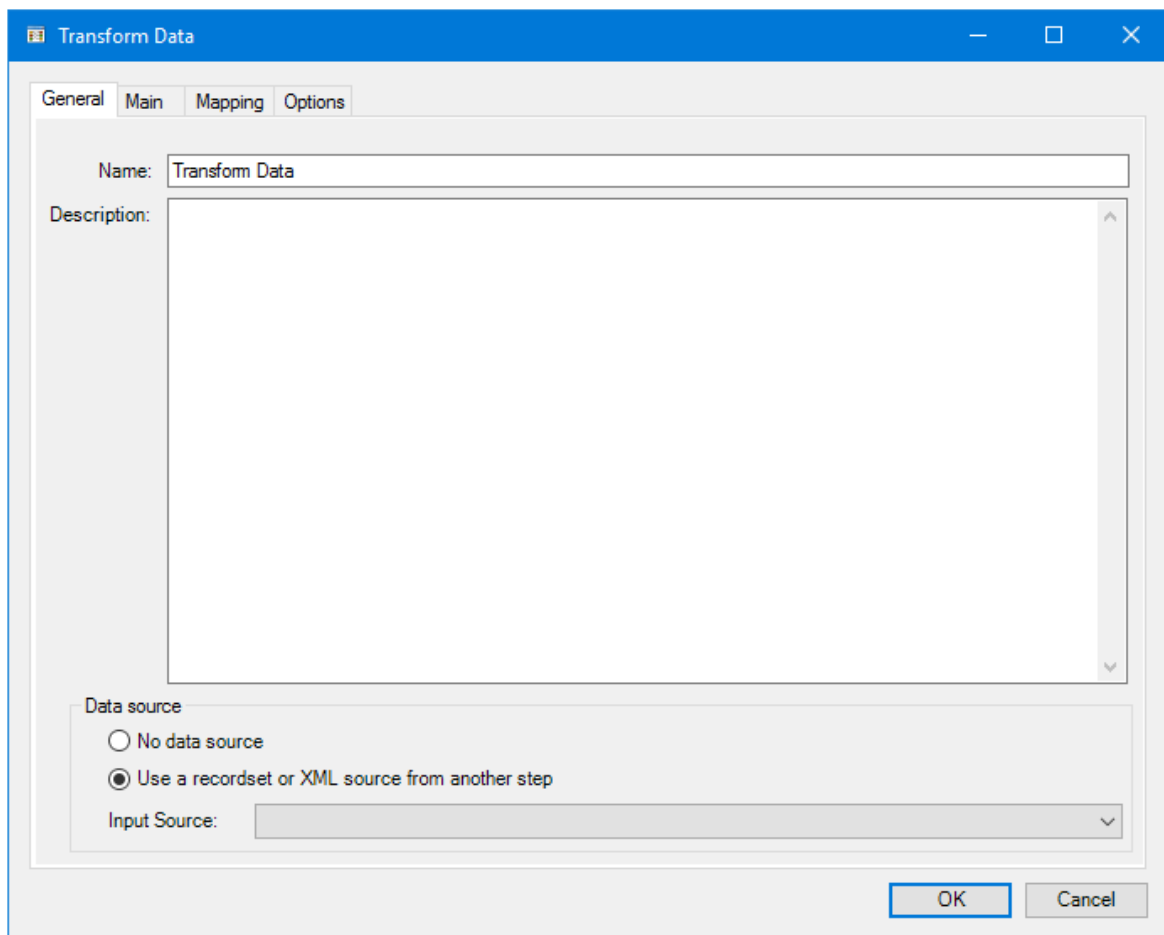 Transform Data
General Main Mapping Options
Name: Transform Data
Description:
Data source
No data source
Use a recordset or XML source from another step
Input Source:
OK Cancel